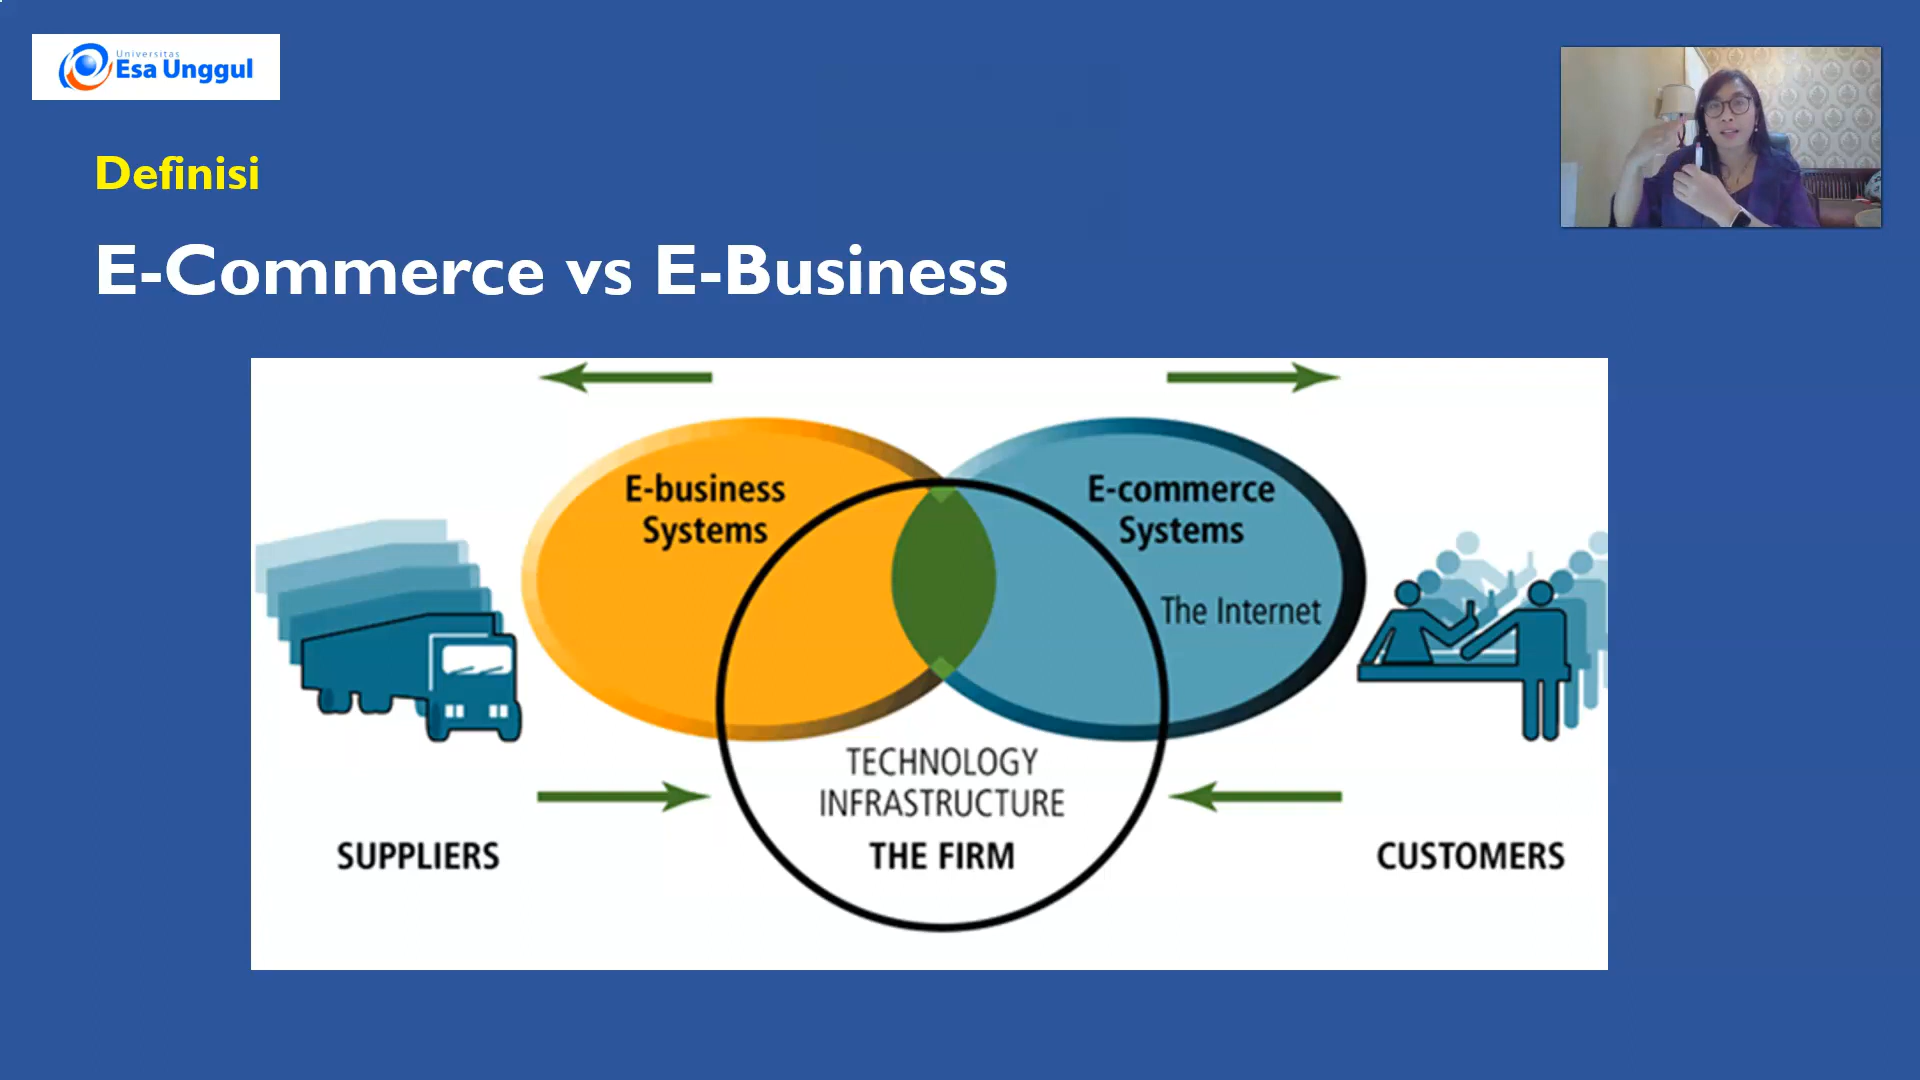 Universitas
Esa Unggul
Definisi
E-Commerce vs E-Business
E-business
Systems
E-commerce
Systems
The Internet
TECHNOLOGY
INFRASTRUCTURE
THE FIRM
SUPPLIERS
CUSTOMERS